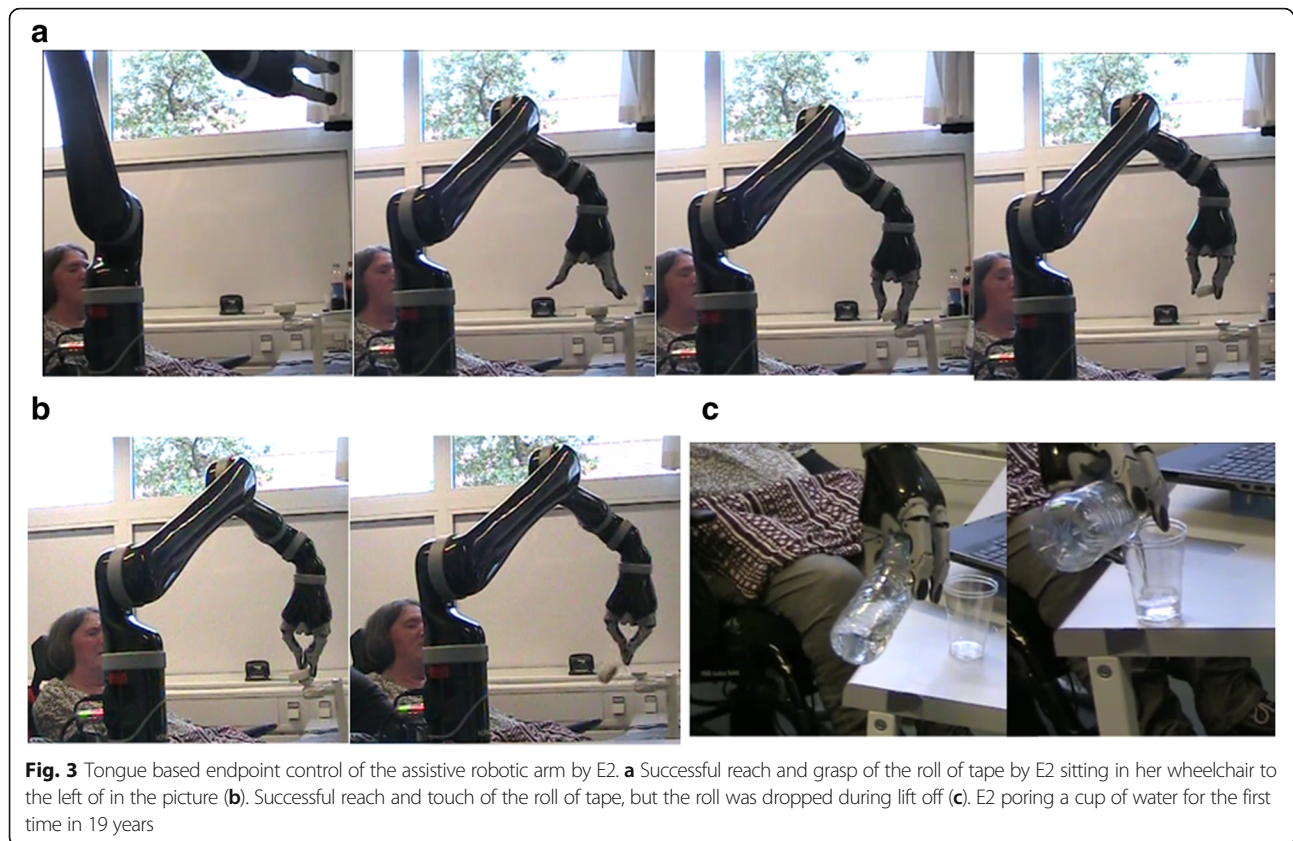 a
b
c
Fig. 3 Tongue based endpoint control of the assistive robotic arm by E2. a Successful reach and grasp of the roll of tape by E2 sitting in her wheelchair to
the left of in the picture (b). Successful reach and touch of the roll of tape, but the roll was dropped during lift off (c). E2 poring a cup of water for the first
time in 19 years